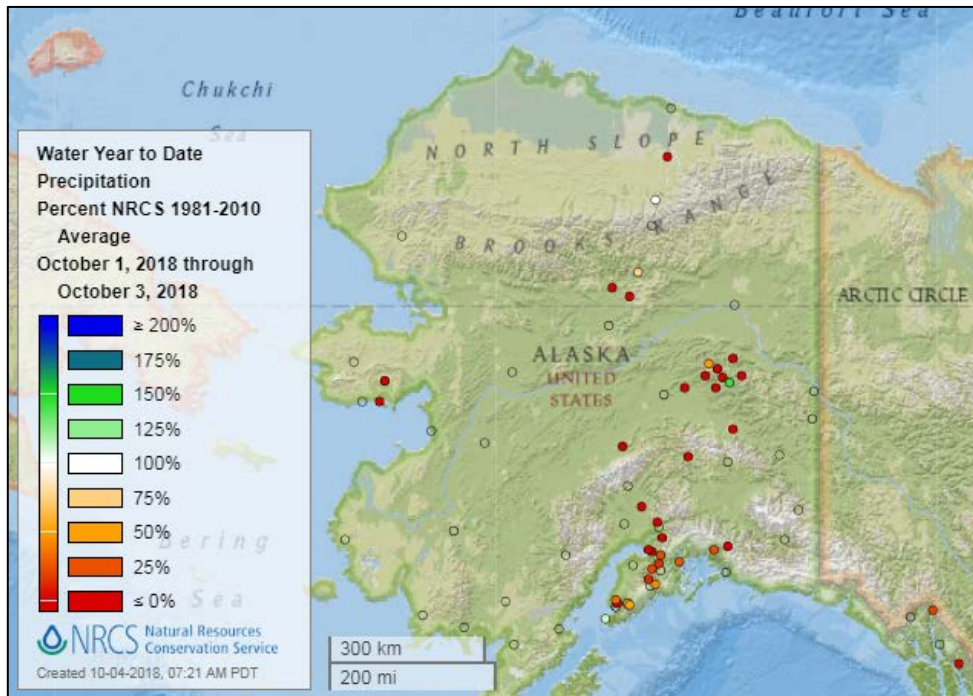 Beaufort Sea
Chukchi
Sea
NORTH SLOPE
BROOKS RANGE
ARCTIC CIRCLE
ALASKA
UNITED
STATES
Bering
Sea
Water Year to Date
Precipitation
Percent NRCS 1981-2010
Average
October 1, 2018 through
October 3, 2018
≥ 200%
175%
150%
125%
100%
75%
50%
25%
≤ 0%
NRCS Natural Resources
Conservation Service
Created 10-04-2018, 07:21 AM PDT
300 km
200 mi